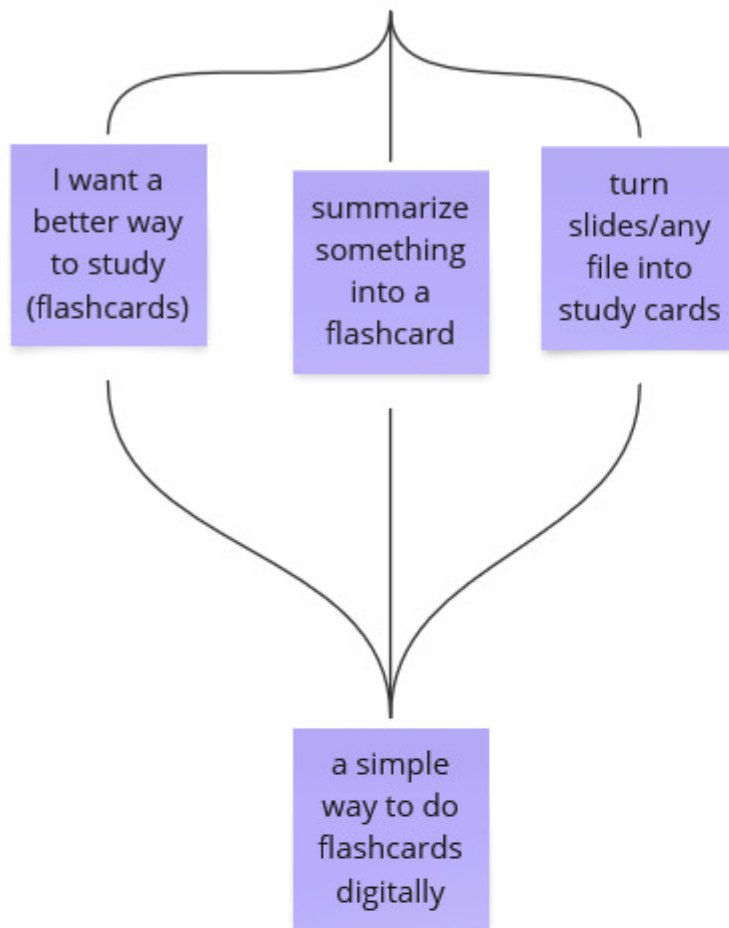 I want a
better way
to study
(flashcards)
summarize
something
into a
flashcard
turn
slides/any
file into
study cards
a simple
way to do
flashcards
digitally